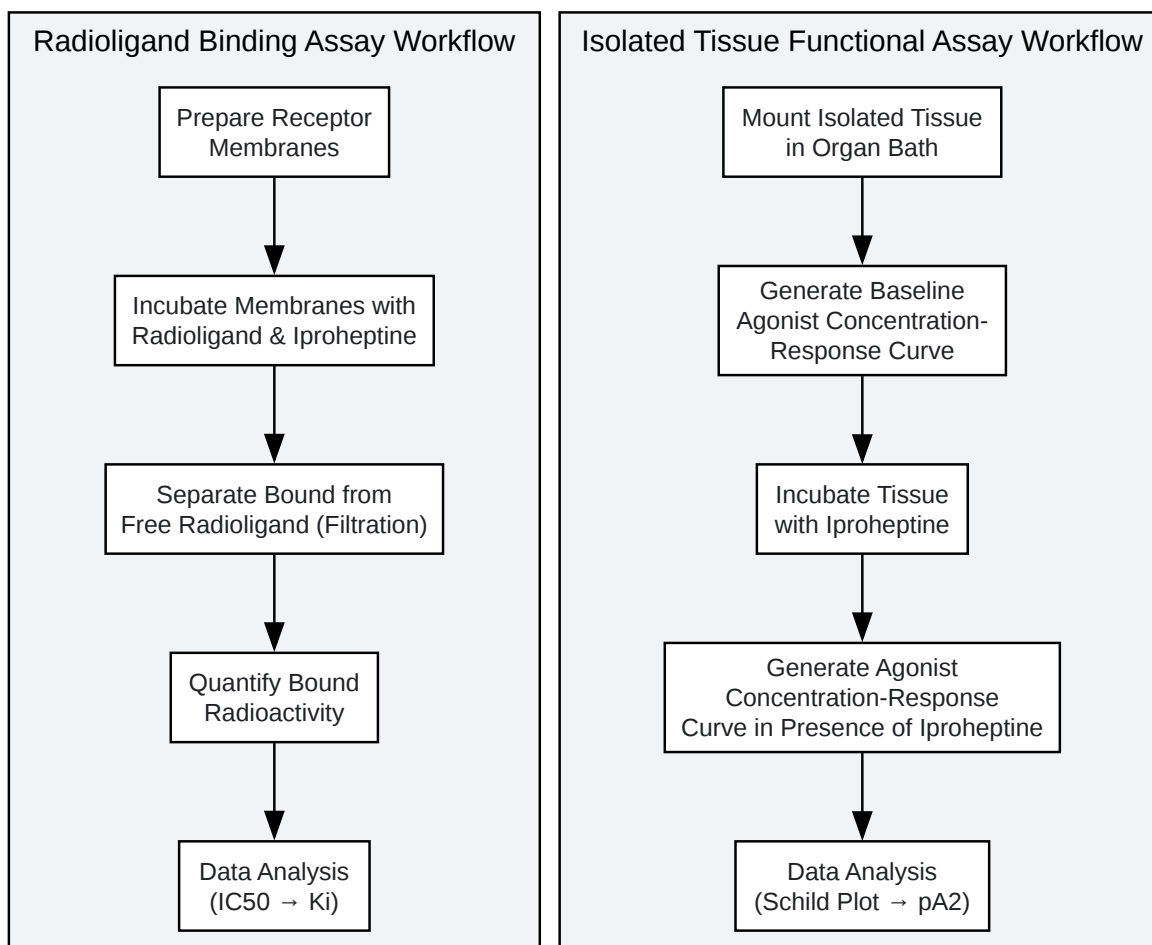 Radioligand Binding Assay Workflow
Prepare Receptor
Membranes
Incubate Membranes with
Radioligand & Iproheptine
Separate Bound from
Free Radioligand (Filtration)
Quantify Bound
Radioactivity
Data Analysis
(IC50 → Ki)
Isolated Tissue Functional Assay Workflow
Mount Isolated Tissue
in Organ Bath
Generate Baseline
Agonist Concentration-
Response Curve
Incubate Tissue
with Iproheptine
Generate Agonist
Concentration-Response
Curve in Presence of Iproheptine
Data Analysis
(Schild Plot → pA2)